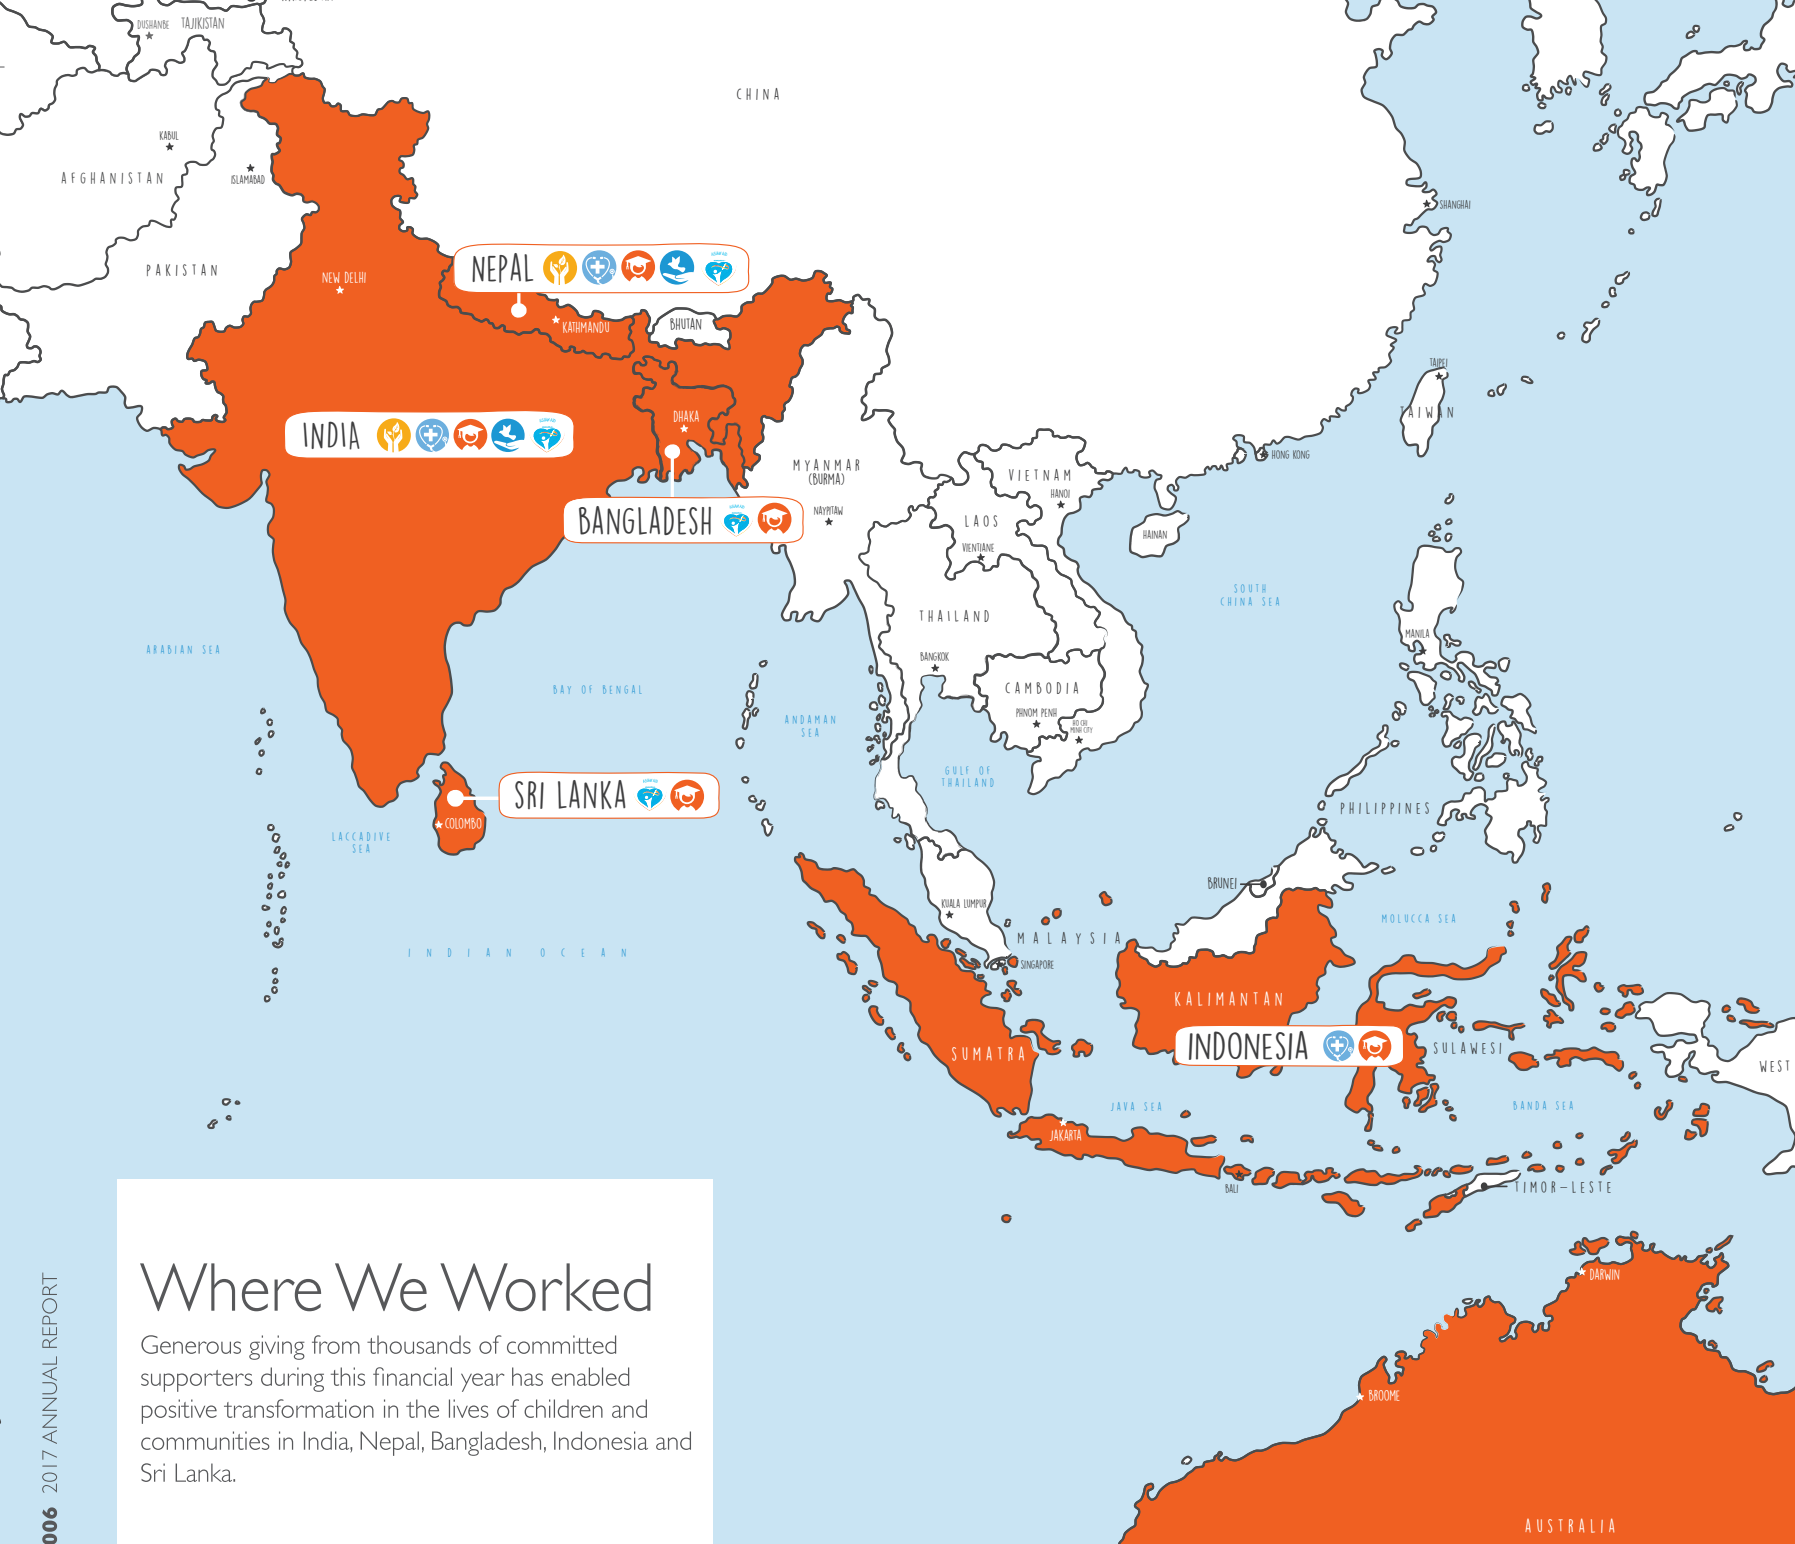 DUSHANBE
TAJIKISTAN
CHINA
KABUL
AFGHANISTAN
ISLAMABAD
SHANGHAI
PAKISTAN
NEW DELHI
NEPAL
KATHMANDU
BHUTAN
TAIPEI
TAIWAN
DHAKA
INDIA
HONG KONG
MYANMAR
(BURMA)
VIETNAM
HANOI
NAYPITAW
BANGLADESH
LAOS
HAINAN
VIENTIANE
SOUTH
CHINA SEA
THAILAND
MANILA
ARABIAN SEA
BANGKOK
BAY OF BENGAL
CAMBODIA
ANDAMAN
SEA
PHNOM PENH
HO CHI
MINH CITY
GULF OF
THAILAND
SRI LANKA
COLOMBO
PHILIPPINES
LACCADIVE
SEA
BRUNEI
KUALA LUMPUR
MOLUCCA SEA
MALAYSIA
INDIAN OCEAN
SINGAPORE
KALIMANTAN
INDONESIA
SUMATRA
SULAWESI
WEST
JAVA SEA
BANDA SEA
JAKARTA
BALI
TIMOR-LESTE
DARWIN
BROOME
AUSTRALIA
Where We Worked
Generous giving from thousands of committed
supporters during this financial year has enabled
positive transformation in the lives of children and
communities in India, Nepal, Bangladesh, Indonesia and
Sri Lanka.
006 2017 ANNUAL REPORT